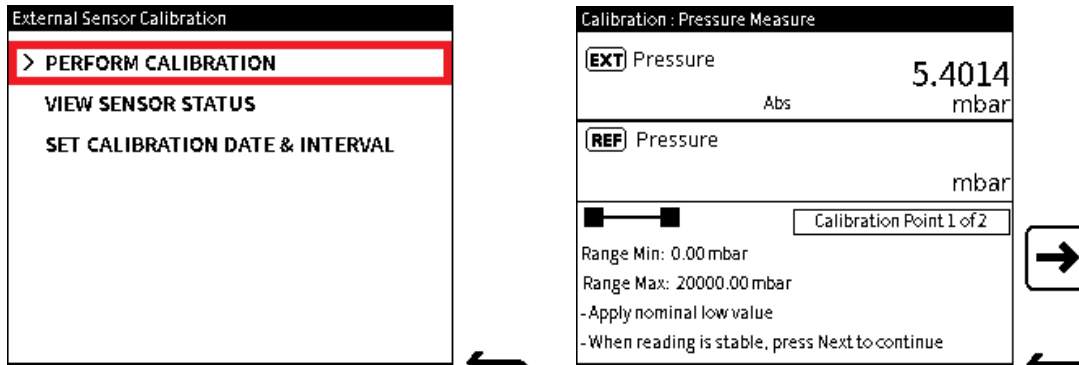 External Sensor Calibration
> PERFORM CALIBRATION
VIEW SENSOR STATUS
SET CALIBRATION DATE & INTERVAL
Calibration : Pressure Measure
EXT Pressure
5.4014
Abs mbar
REF Pressure
mbar
Calibration Point 1 of 2
Range Min: 0.00 mbar
Range Max: 20000.00 mbar
- Apply nominal low value
- When reading is stable, press Next to continue